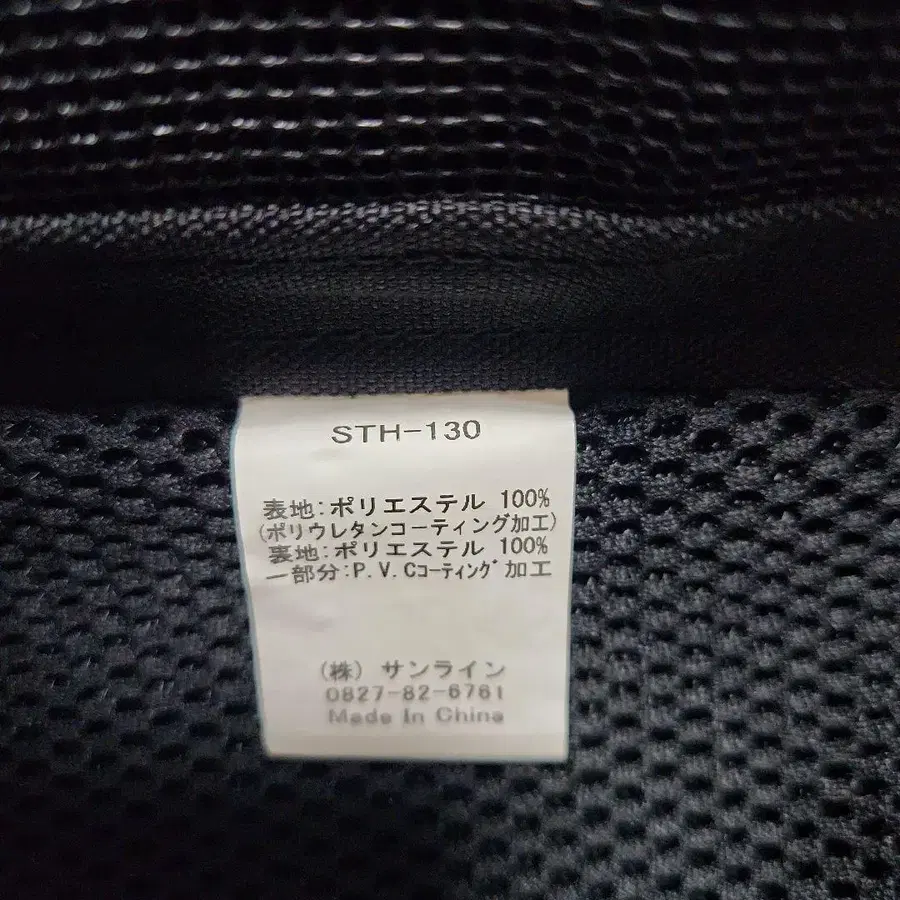 STH-130
表地:ポリエステル 100%
(ポリウレタンコーティング加工)
裏地:ポリエステル 100%
一部分:P.V.Cｺｰﾃｨﾝｸﾞ加工
(株) サンライン
0827-82-6761
Made In China